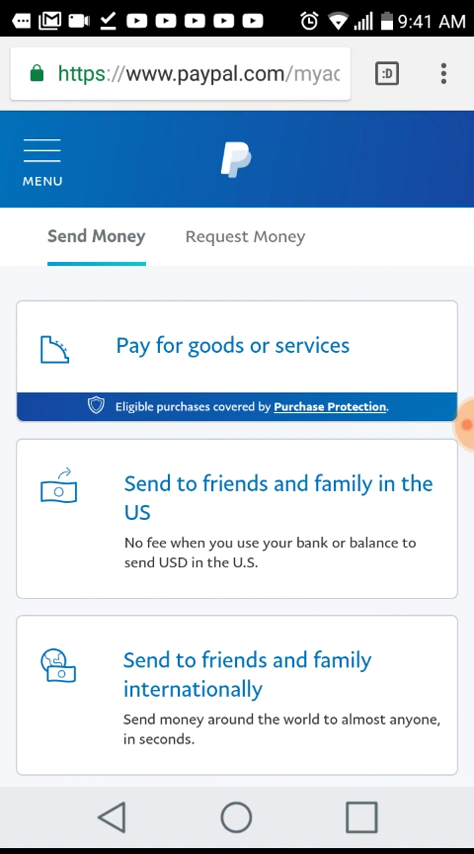 9:41 AM
https://www.paypal.com/myac
:D
MENU
Send Money
Request Money
Pay for goods or services
Eligible purchases covered by Purchase Protection.
Send to friends and family in the
US
No fee when you use your bank or balance to
send USD in the U.S.
Send to friends and family
internationally
Send money around the world to almost anyone,
in seconds.